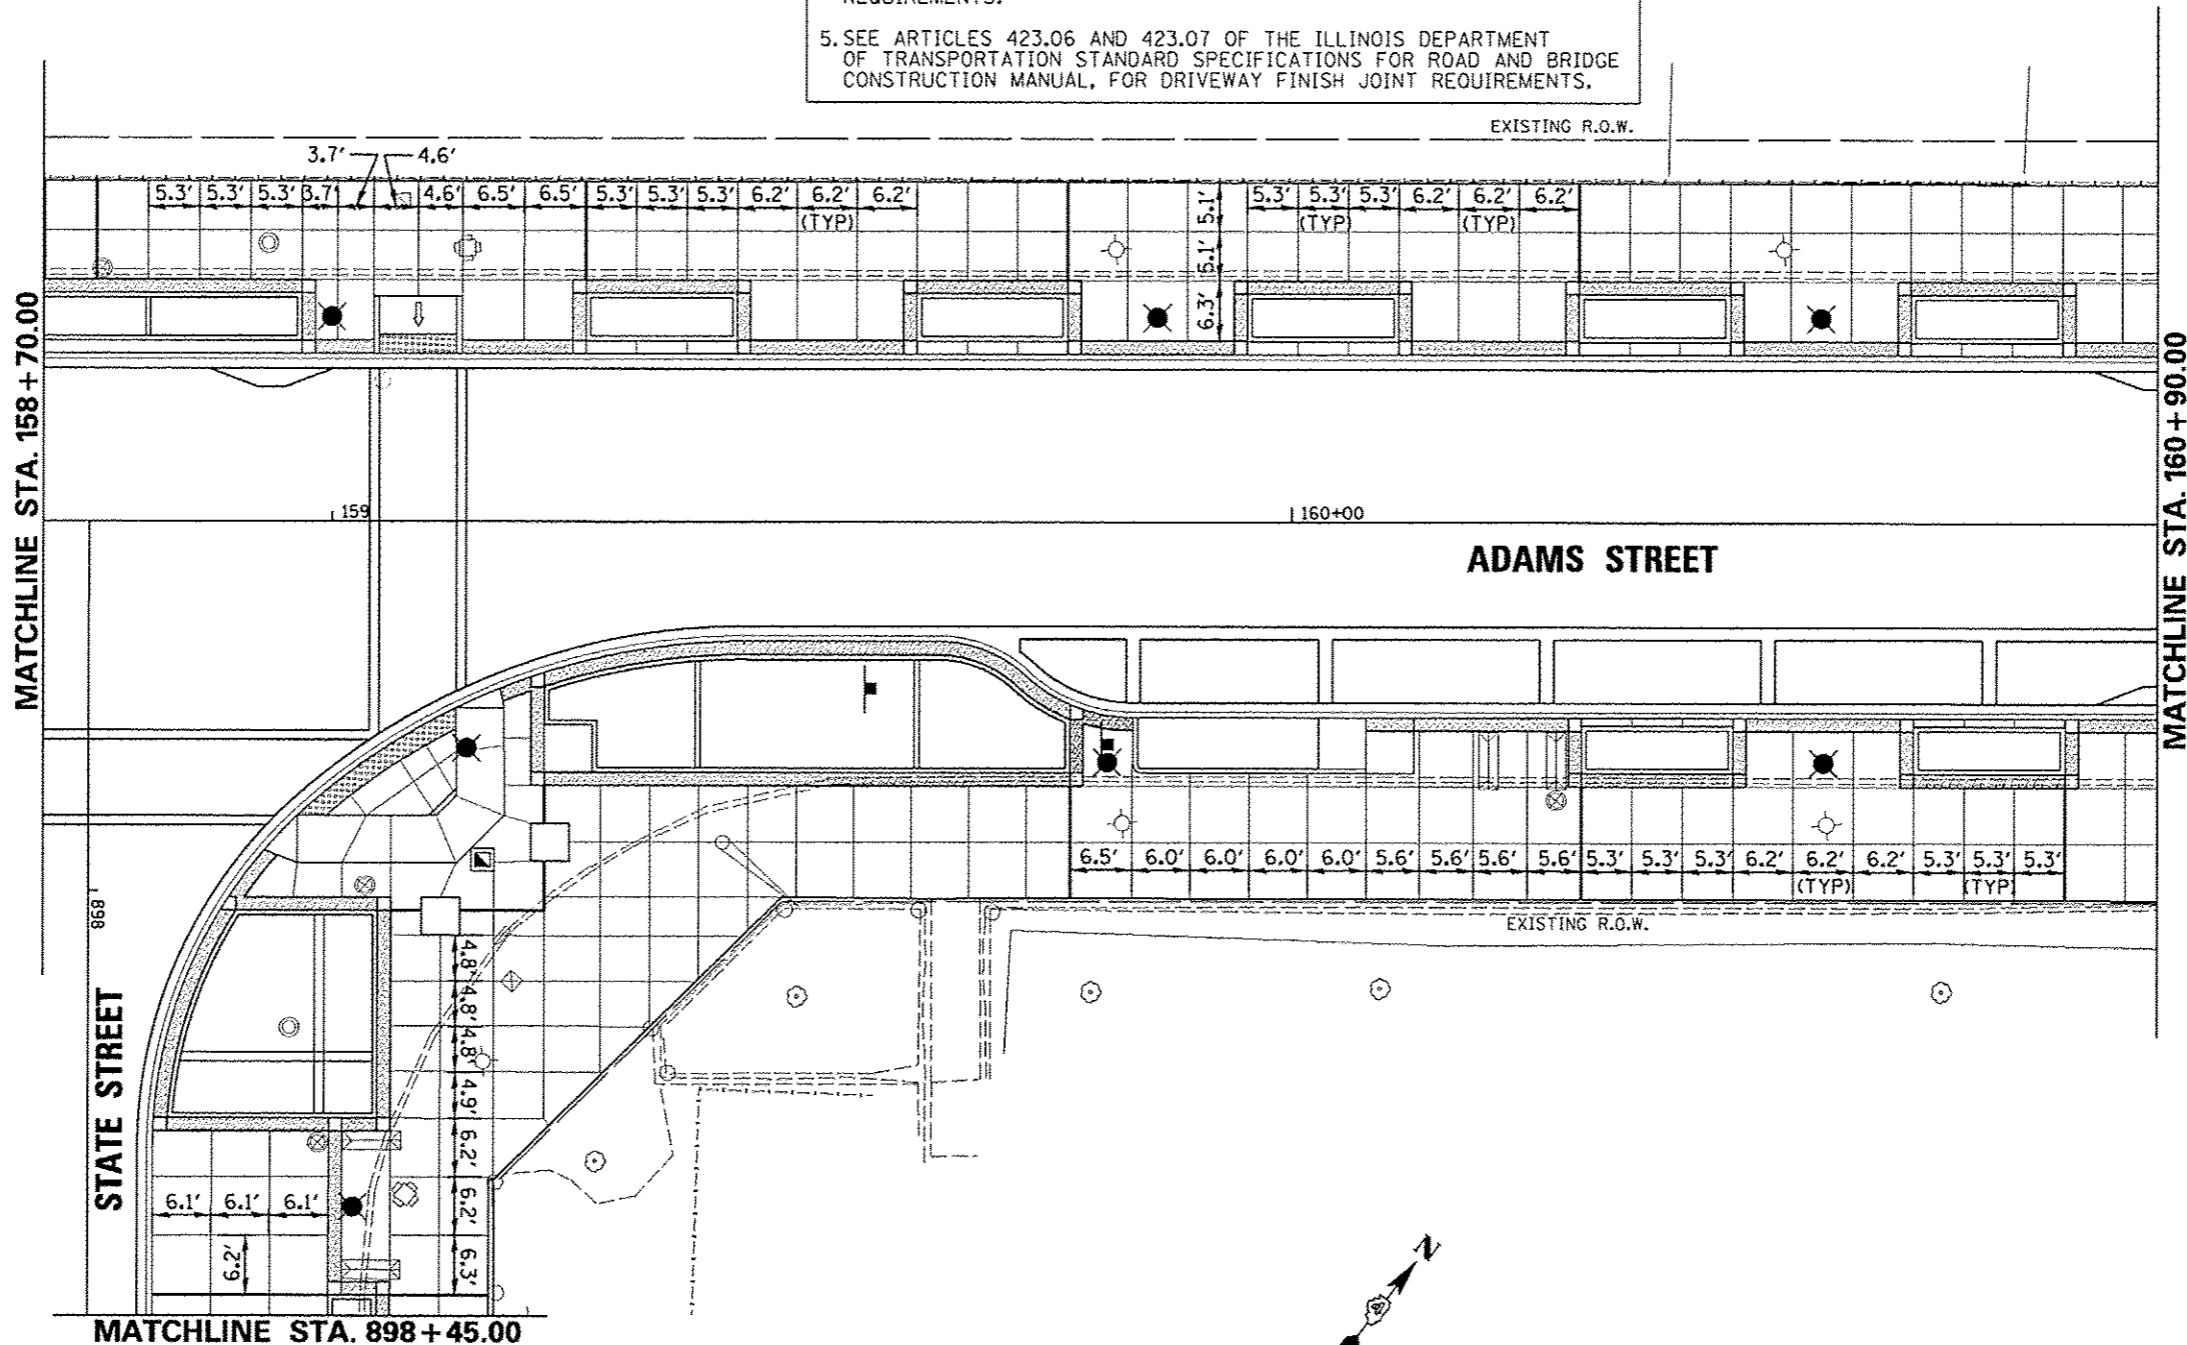 REQUIREMENTS.
5. SEE ARTICLES 423.06 AND 423.07 OF THE ILLINOIS DEPARTMENT
OF TRANSPORTATION STANDARD SPECIFICATIONS FOR ROAD AND BRIDGE
CONSTRUCTION MANUAL, FOR DRIVEWAY FINISH JOINT REQUIREMENTS.
EXISTING R.O.W.
3.7' 4.6'
5.3' 5.3' 5.3' 3.7' 4.6' 6.5' 6.5' 5.3' 5.3' 5.3' 6.2' 6.2' 6.2' 5.3' 5.3' 5.3' 6.2' 6.2' 6.2'
(TYP) (TYP) (TYP)
5.1'
5.1'
6.3'
MATCHLINE STA. 158+70.00
MATCHLINE STA. 160+90.00
159
160+00
ADAMS STREET
6.5' 6.0' 6.0' 6.0' 6.0' 5.6' 5.6' 5.6' 5.6' 5.3' 5.3' 5.3' 6.2' 6.2' 6.2' 5.3' 5.3' 5.3'
(TYP) (TYP)
EXISTING R.O.W.
898
STATE STREET
4.8'
4.8'
4.8'
4.9'
6.2'
6.2'
6.3'
6.1' 6.1' 6.1'
6.2'
N
MATCHLINE STA. 898+45.00